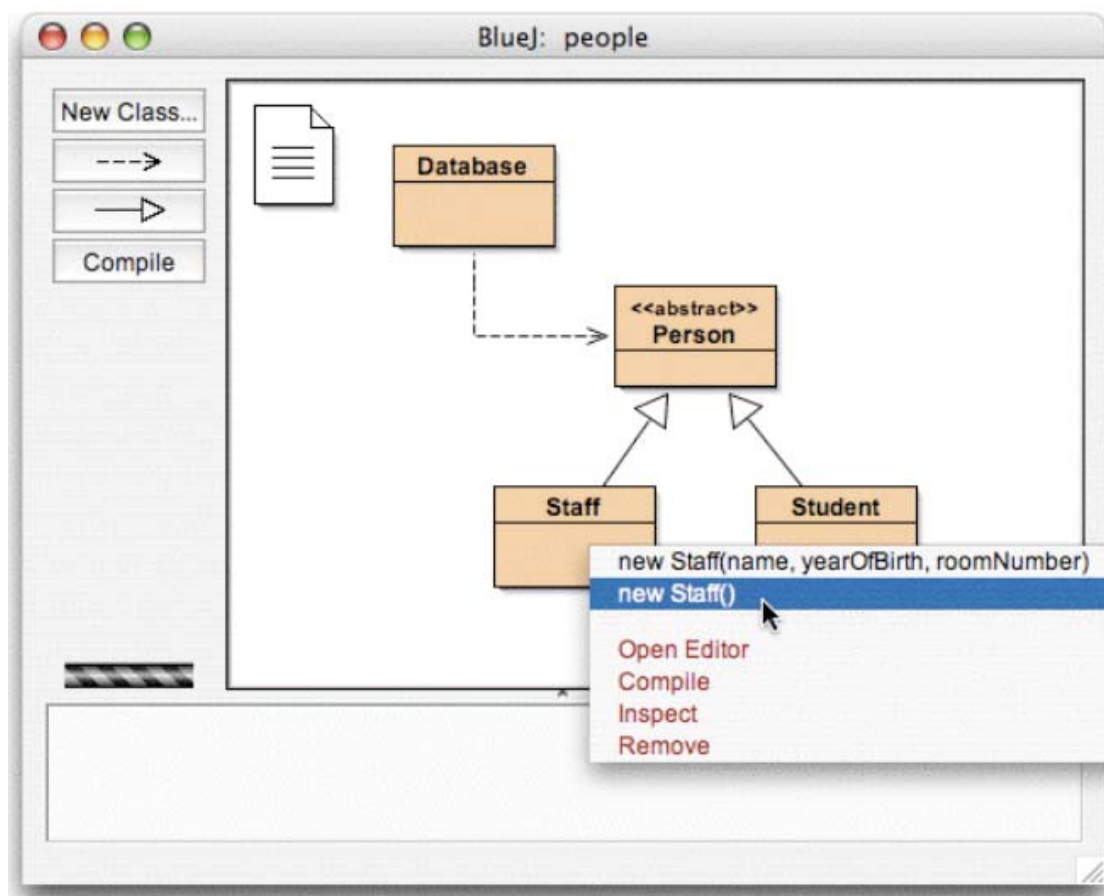 BlueJ: people
New Class...
Compile
Database
<<abstract>>
Person
Staff
Student
new Staff(name, yearOfBirth, roomNumber)
new Staff()
Open Editor
Compile
Inspect
Remove